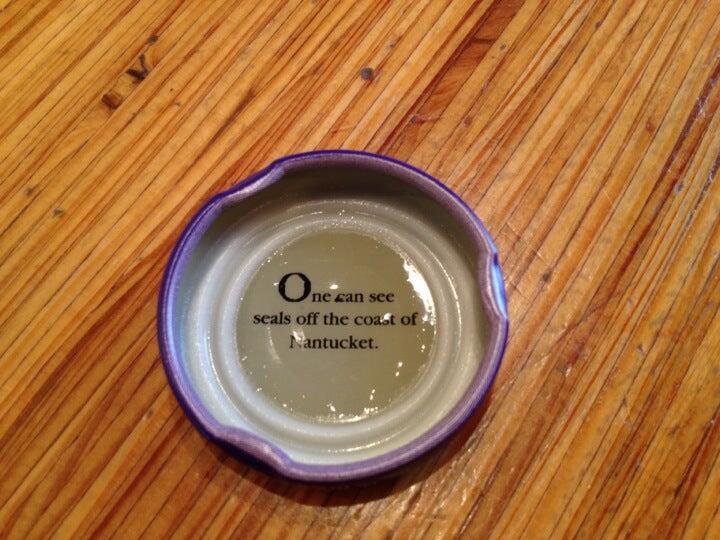 One can see
seals off the coast of
Nantucket.